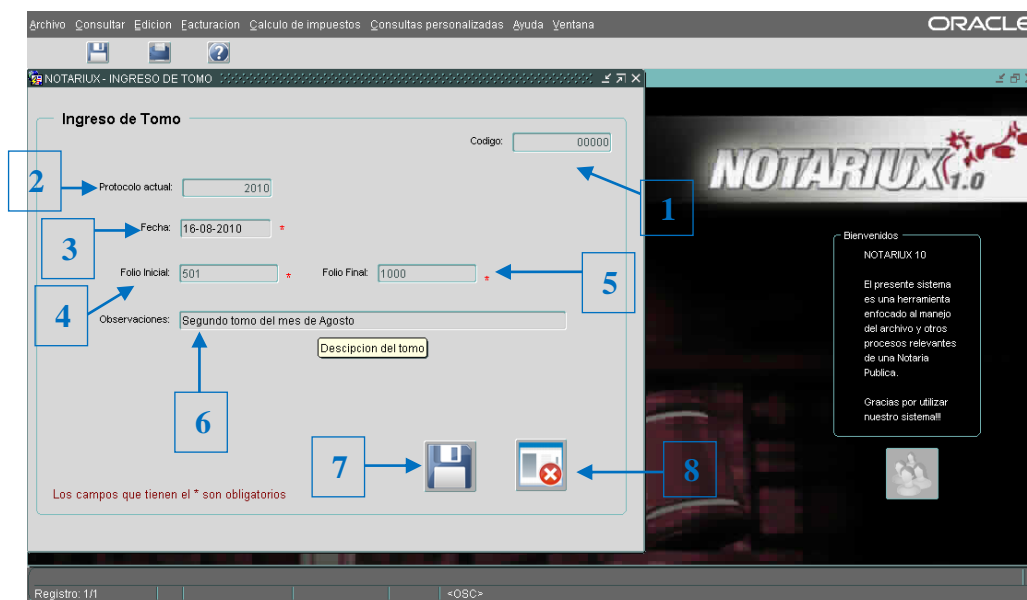 Archivo Consultar Edicion Facturacion Calculo de impuestos Consultas personalizadas Ayuda Ventana
ORACLE
NOTARIUX - INGRESO DE TOMO
Ingreso de Tomo
Codigo: 00000
1
2
Protocolo actual: 2010
3
Fecha: 16-08-2010 *
4
Folio Inicial: 501 * Folio Final: 1000 *
5
Observaciones: Segundo tomo del mes de Agosto
Descipcion del tomo
6
7
8
Los campos que tienen el * son obligatorios
NOTARIUX 1.0
Bienvenidos
NOTARIUX 10
El presente sistema
es una herramienta
enfocado al manejo
del archivo y otros
procesos relevantes
de una Notaria
Publica.
Gracias por utilizar
nuestro sistema!!!
Registro: 1/1 <OSC>